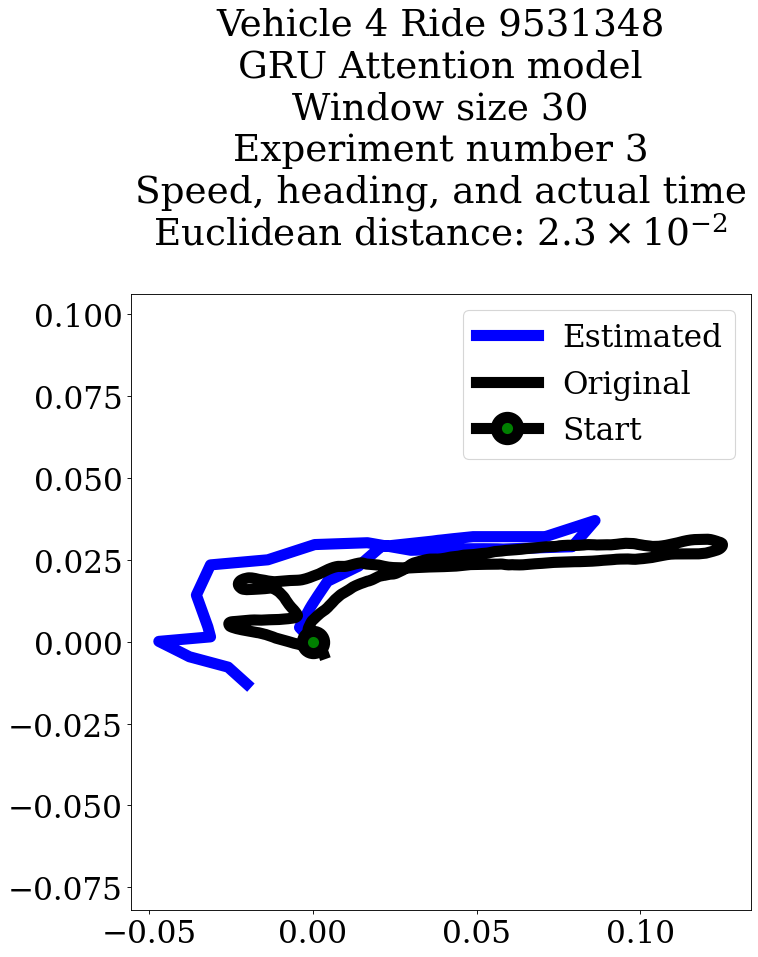 Vehicle 4 Ride 9531348
GRU Attention model
Window size 30
Experiment number 3
Speed, heading, and actual time
Euclidean distance: 2.3 × 10⁻²
Estimated
Original
Start
0.100
0.075
0.050
0.025
0.000
−0.025
−0.050
−0.075
−0.05 0.00 0.05 0.10